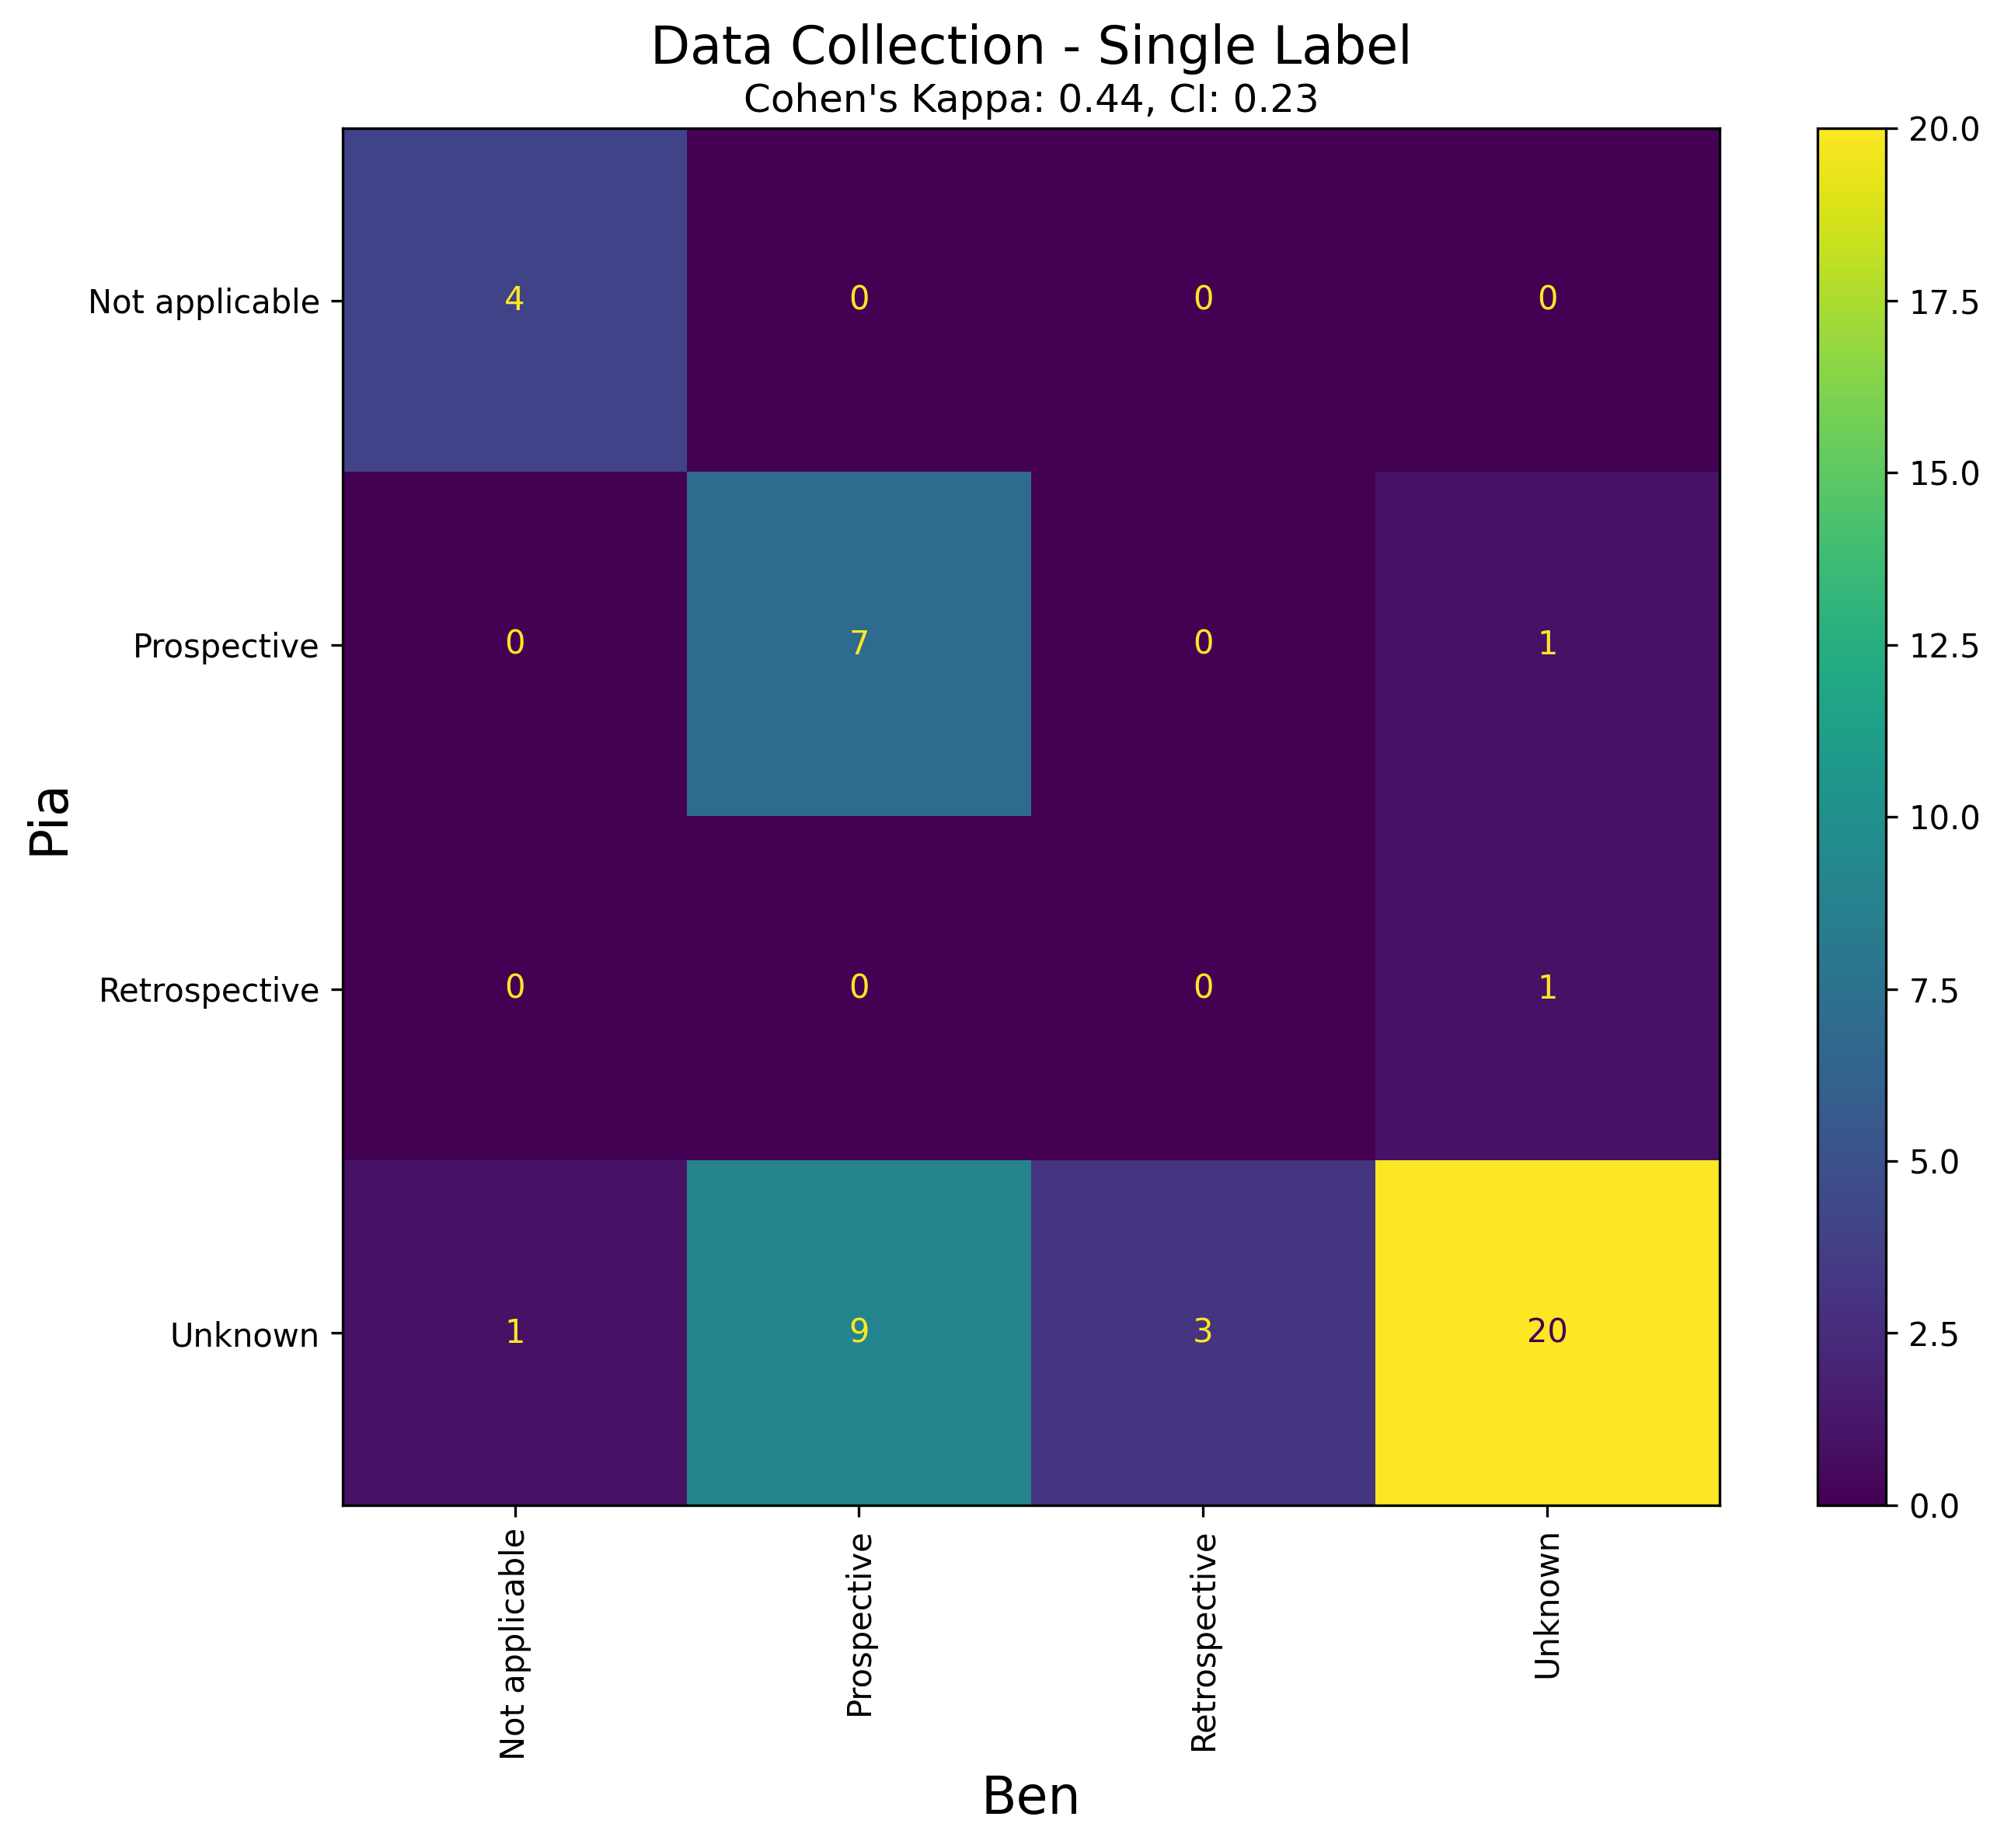 Data Collection - Single Label
Cohen's Kappa: 0.44, CI: 0.23
Pia
Not applicable 4 0 0 0
Prospective 0 7 0 1
Retrospective 0 0 0 1
Unknown 1 9 3 20
Not applicable
Prospective
Retrospective
Unknown
Ben
20.0
17.5
15.0
12.5
10.0
7.5
5.0
2.5
0.0